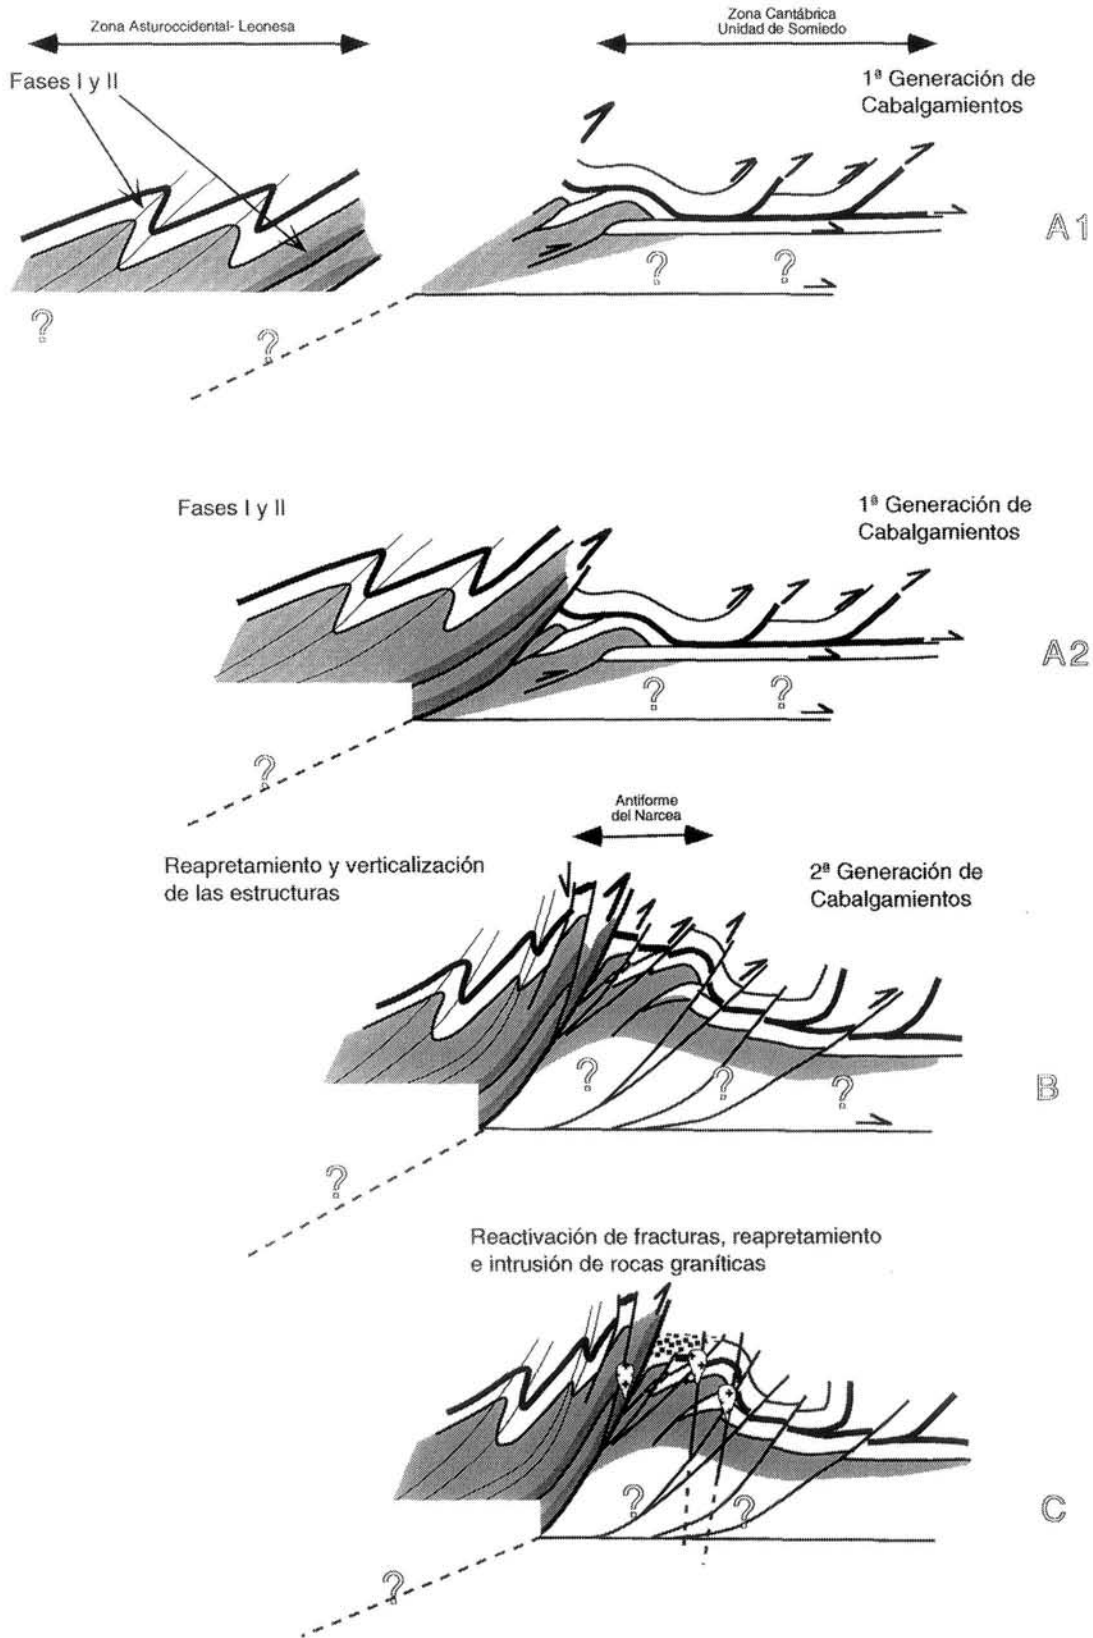 Zona Asturoccidental- Leonesa
Zona Cantábrica
Unidad de Somiedo
Fases I y II
1ª Generación de
Cabalgamientos
A1
?
?
?
?
Fases I y II
1ª Generación de
Cabalgamientos
A2
?
?
?
Antiforme
del Narcea
Reapretamiento y verticalización
de las estructuras
2ª Generación de
Cabalgamientos
?
?
?
B
?
Reactivación de fracturas, reapretamiento
e intrusión de rocas graníticas
?
?
C
?